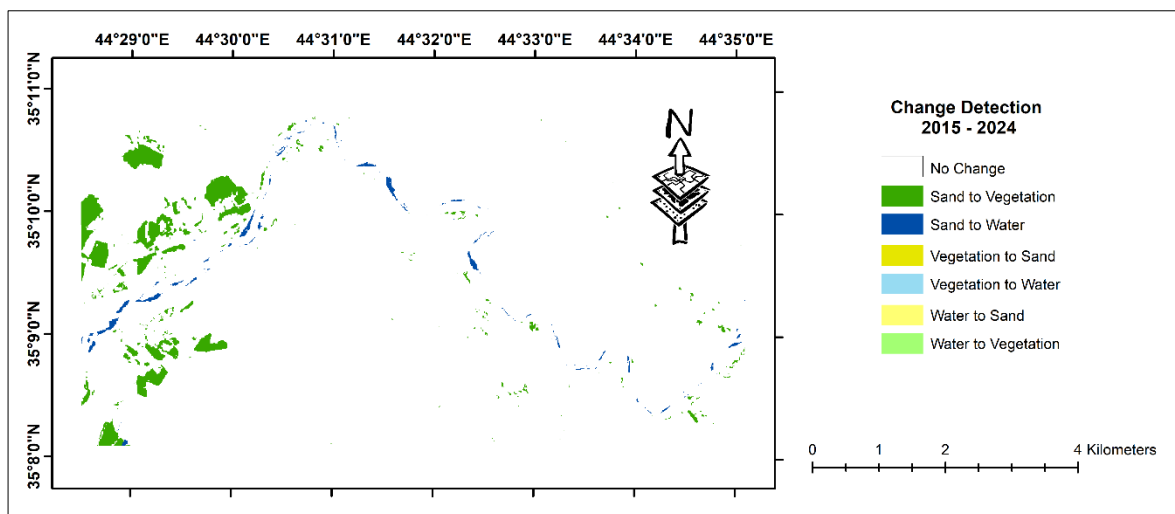 44°29'0"E 44°30'0"E 44°31'0"E 44°32'0"E 44°33'0"E 44°34'0"E 44°35'0"E
35°11'0"N
35°10'0"N
35°9'0"N
35°8'0"N
N
Change Detection
2015 - 2024
No Change
Sand to Vegetation
Sand to Water
Vegetation to Sand
Vegetation to Water
Water to Sand
Water to Vegetation
0 1 2 4 Kilometers